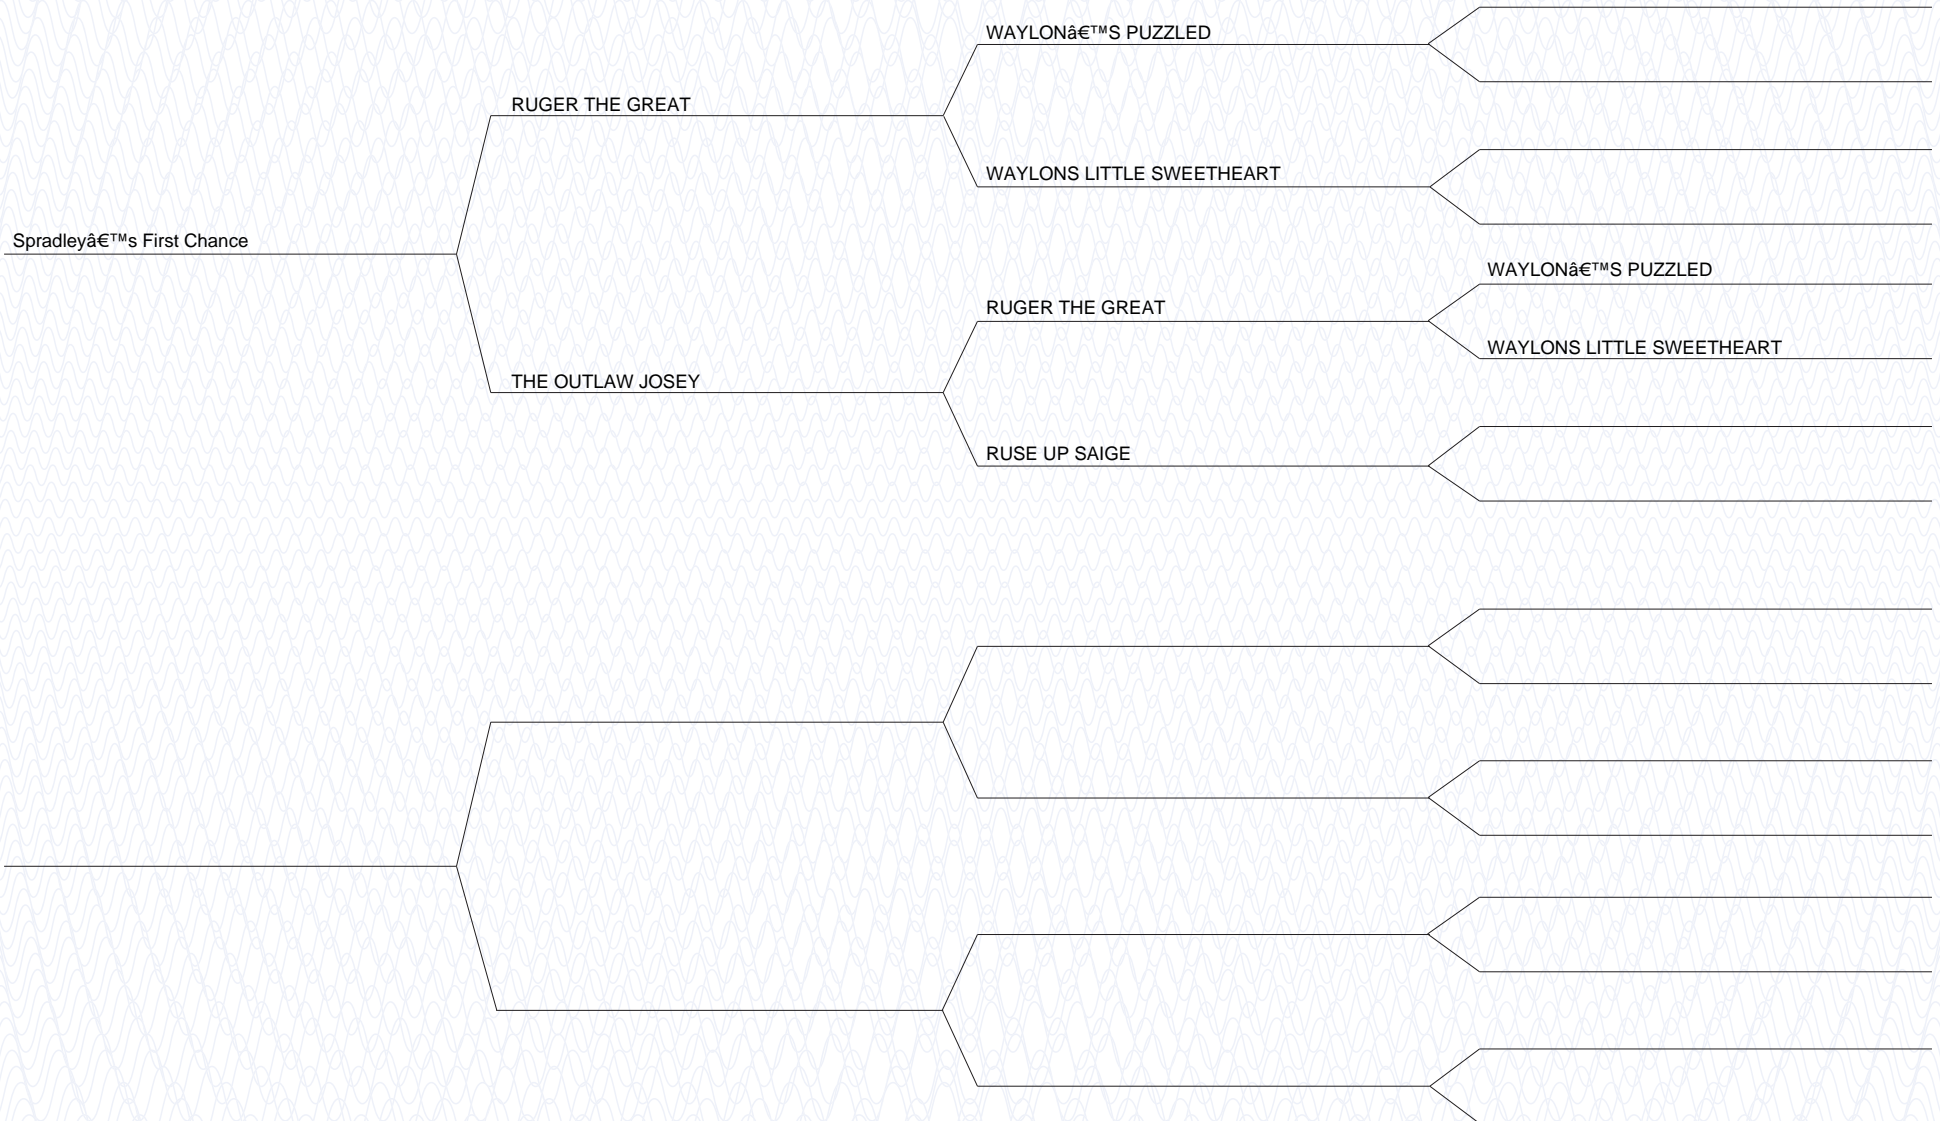 WAYLONâ€™S PUZZLED
RUGER THE GREAT
WAYLONS LITTLE SWEETHEART
Spradleyâ€™s First Chance
WAYLONâ€™S PUZZLED
RUGER THE GREAT
WAYLONS LITTLE SWEETHEART
THE OUTLAW JOSEY
RUSE UP SAIGE